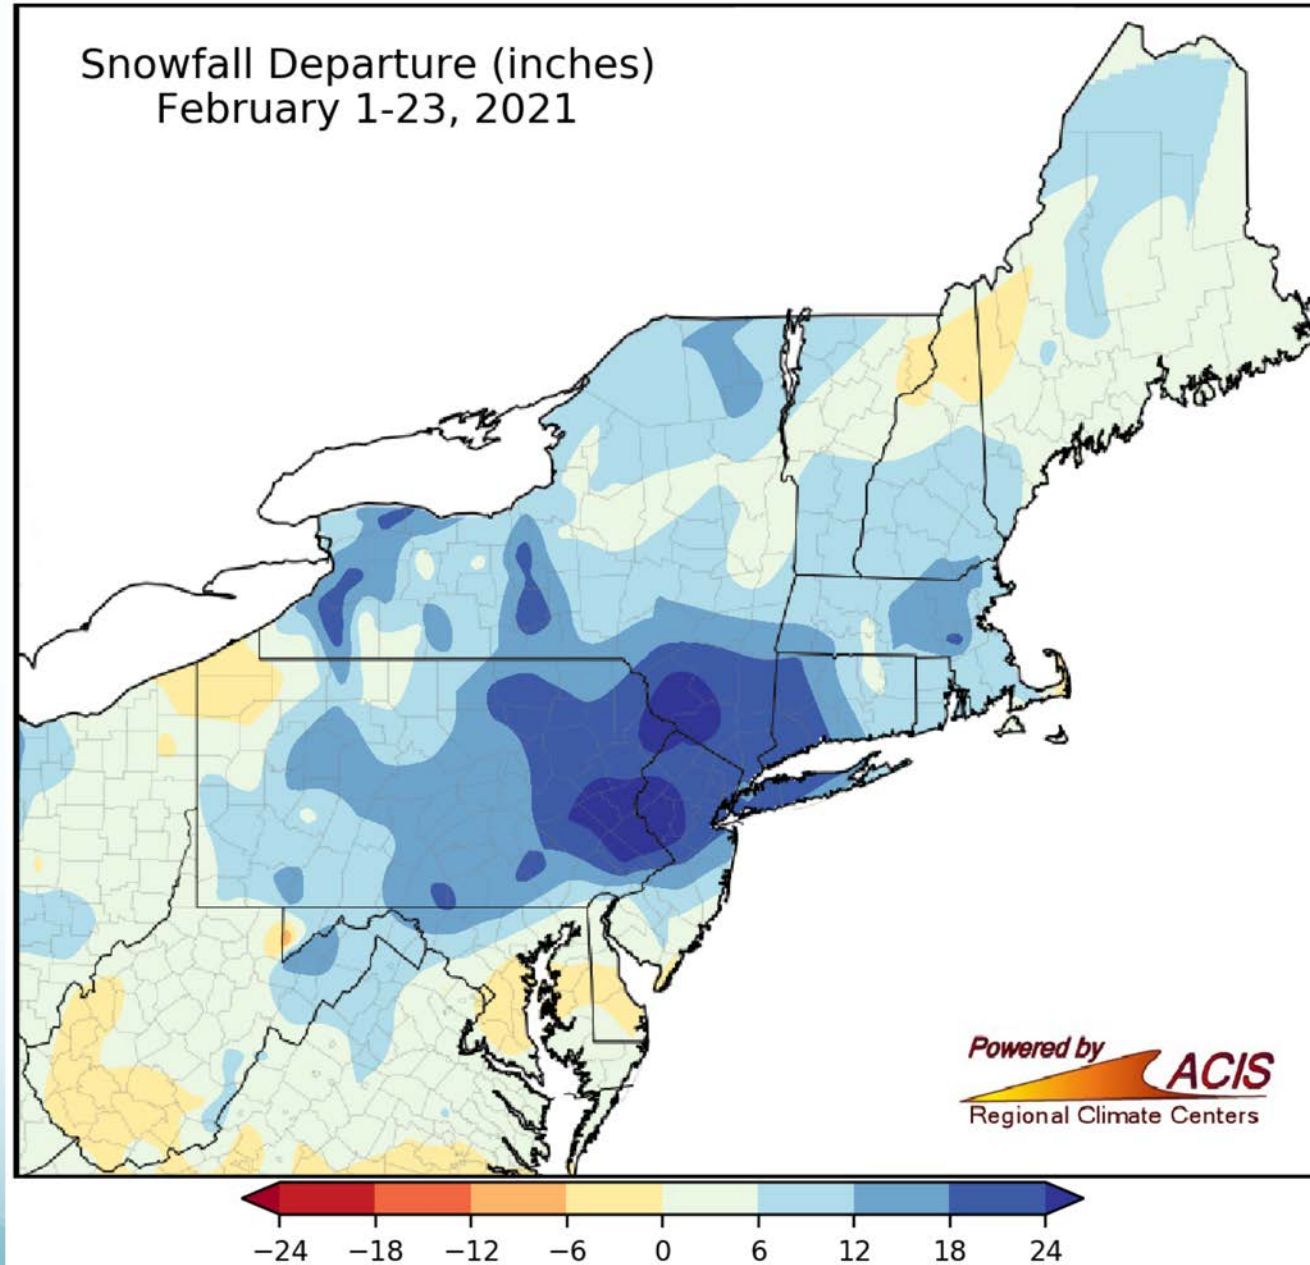 Snowfall Departure (inches)
February 1-23, 2021
Powered by
ACIS
Regional Climate Centers
−24 −18 −12 −6 0 6 12 18 24